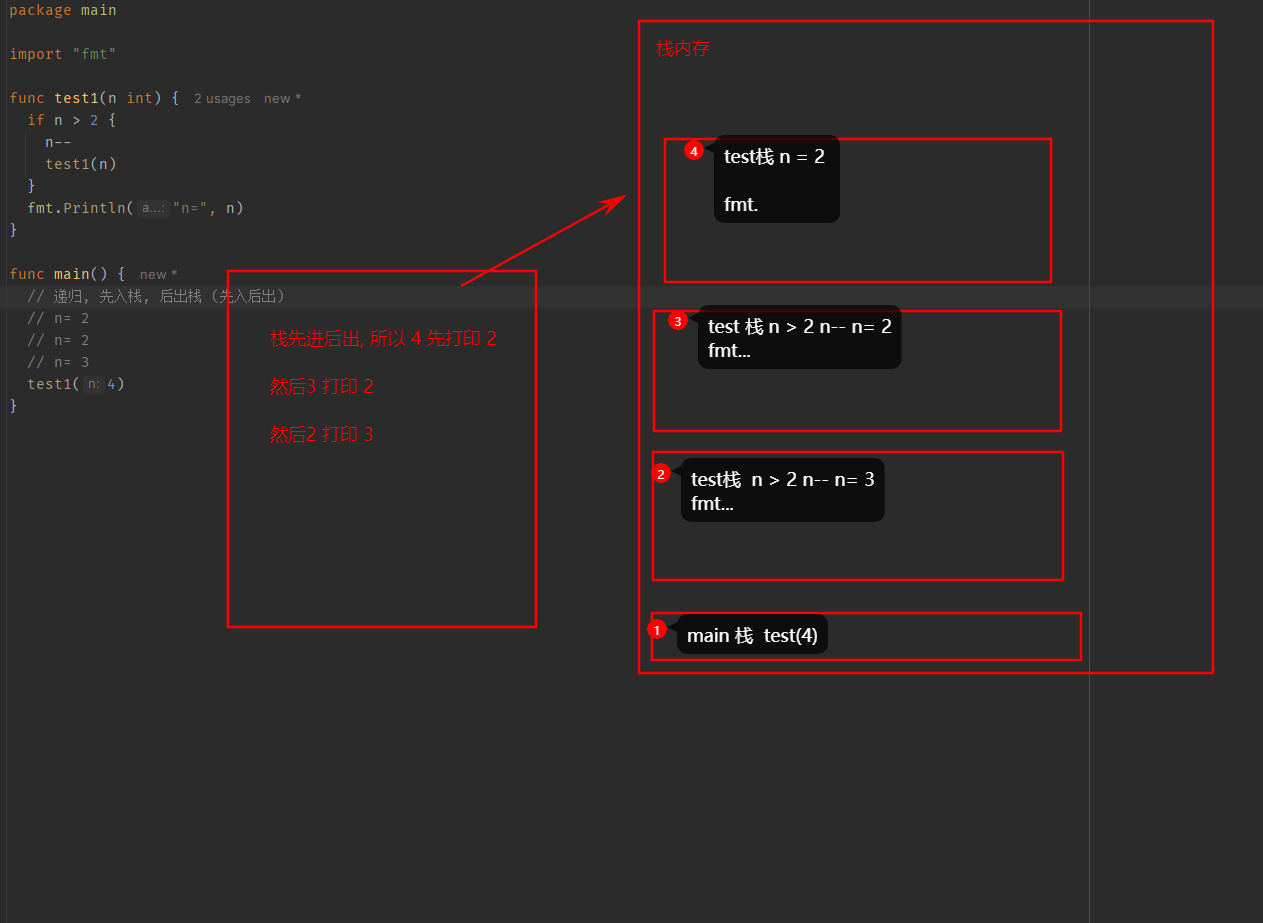 package main
import "fmt"
func test1(n int) { 2 usages new *
if n > 2 {
n--
test1(n)
}
fmt.Println( a...: "n=", n)
}
func main() { new *
// 递归, 先入栈, 后出栈 (先入后出)
// n= 2
// n= 2
// n= 3
test1( n: 4)
}
栈先进后出, 所以 4 先打印 2
然后3 打印 2
然后2 打印 3
栈内存
4
test栈 n = 2
fmt.
3
test 栈 n > 2 n-- n= 2
fmt...
2
test栈 n > 2 n-- n= 3
fmt...
1
main 栈 test(4)